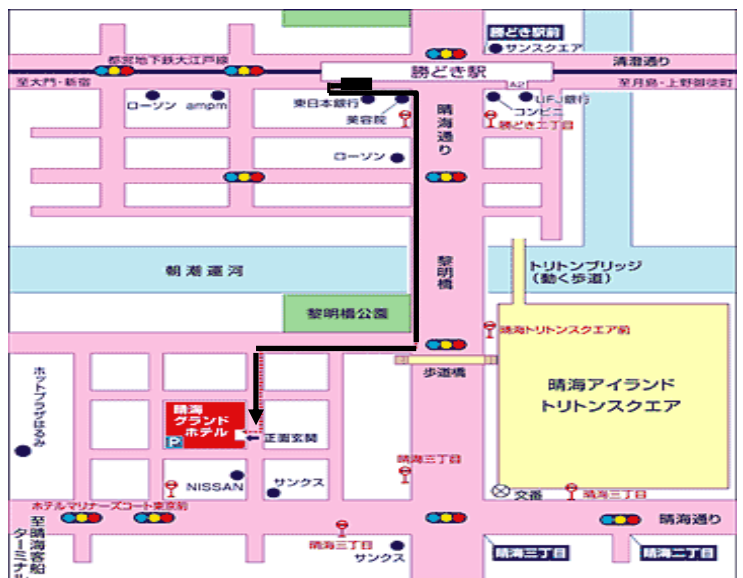 勝どき駅前
サンスクエア
都営地下鉄大江戸線
清澄通り
勝どき駅
至大門・新宿
A2
至月島・上野御徒町
ローソン
ampm
東日本銀行
美容院
晴海通り
UFJ銀行
コンビニ
勝どき二丁目
ローソン
朝潮運河
黎明橋
トリトンブリッジ
(動く歩道)
黎明橋公園
晴海トリトンスクエア前
歩道橋
ホットプラザはるみ
晴海
グランド
ホテル
P
正面玄関
晴海アイランド
トリトンスクエア
晴海三丁目
NISSAN
サンクス
交番
晴海三丁目
ホテルマリナーズコート東京前
至晴海客船
ターミナル
晴海三丁目
サンクス
晴海通り
晴海三丁目
晴海二丁目